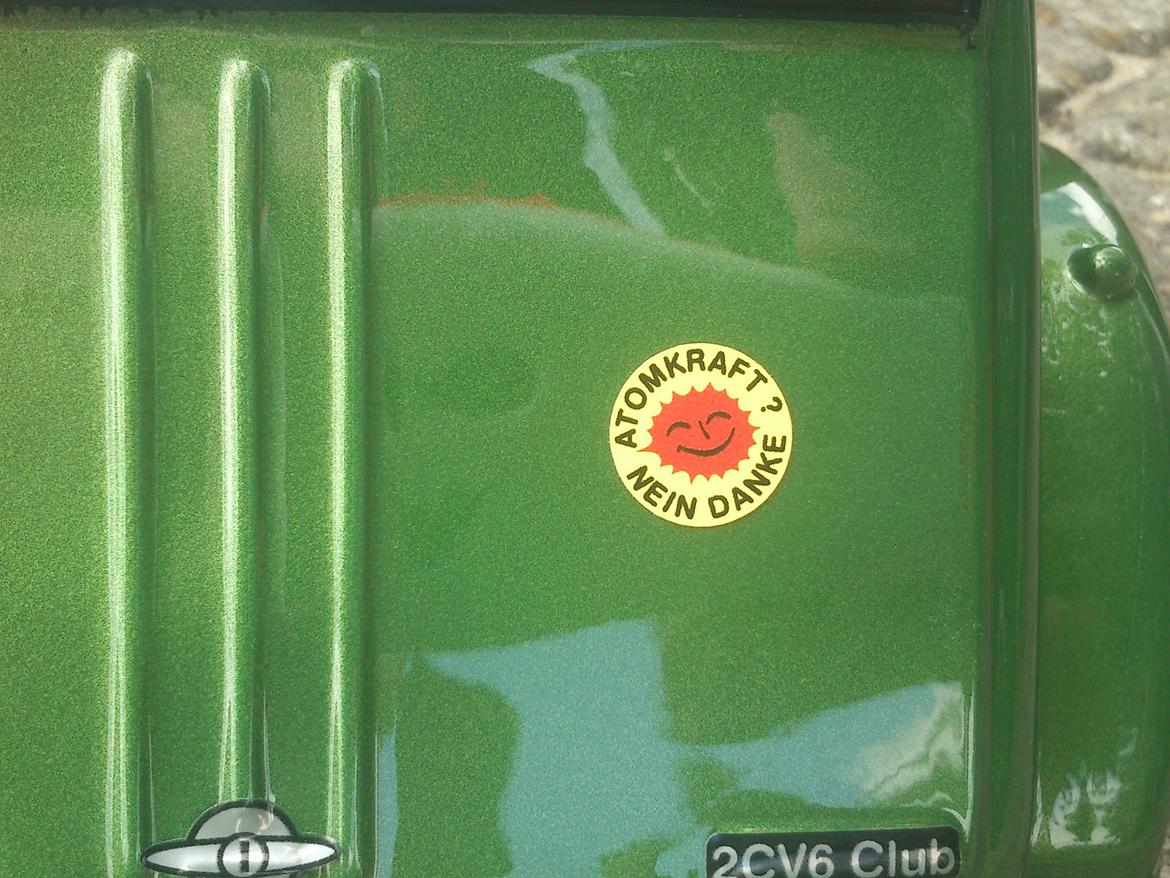 ATOMKRAFT ?
NEIN DANKE
2CV6 Club